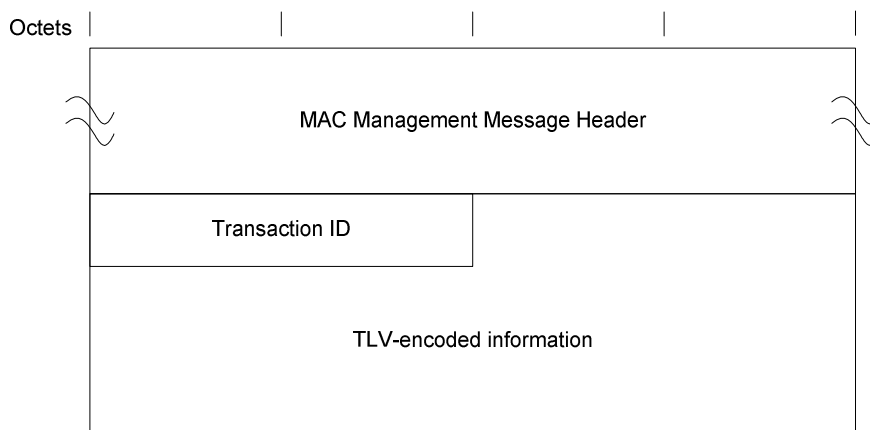 Octets
MAC Management Message Header
Transaction ID
TLV-encoded information